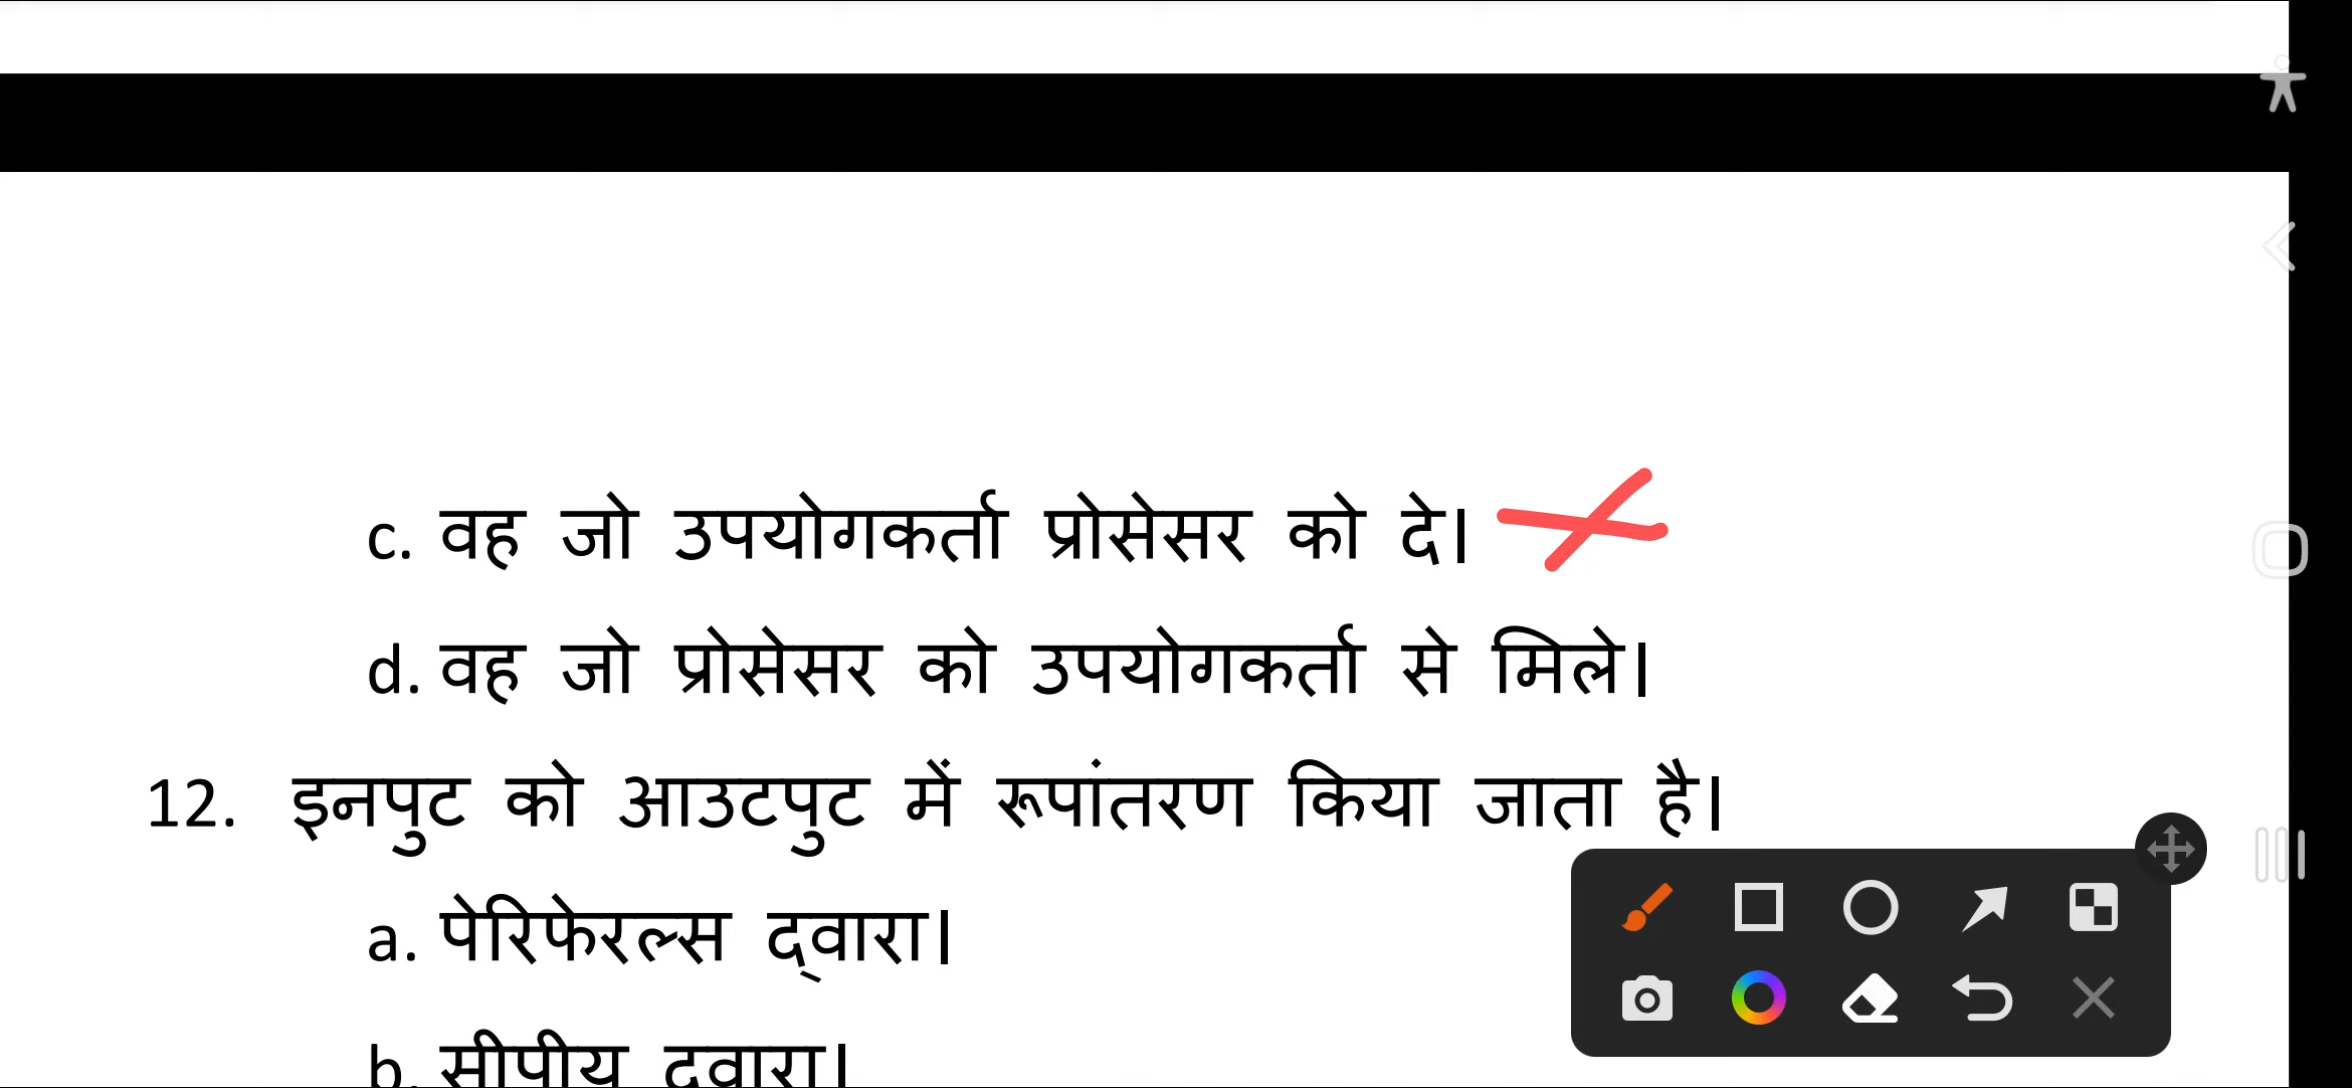 c. वह जो उपयोगकर्ता प्रोसेसर को दे।
d. वह जो प्रोसेसर को उपयोगकर्ता से मिले।
12. इनपुट को आउटपुट में रूपांतरण किया जाता है।
a. पेरिफेरल्स द्वारा।
b. सीपीयू द्वारा।